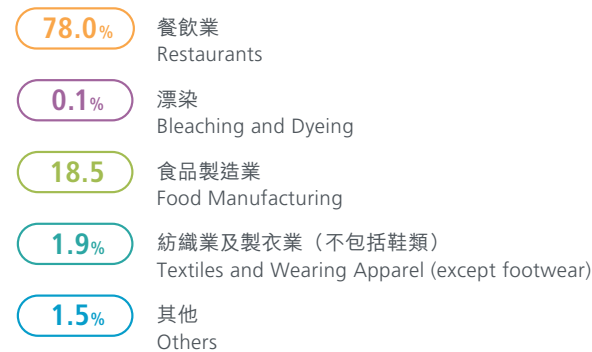 78.0% 餐飲業
Restaurants
0.1% 漂染
Bleaching and Dyeing
18.5 食品製造業
Food Manufacturing
1.9% 紡織業及製衣業（不包括鞋類）
Textiles and Wearing Apparel (except footwear)
1.5% 其他
Others